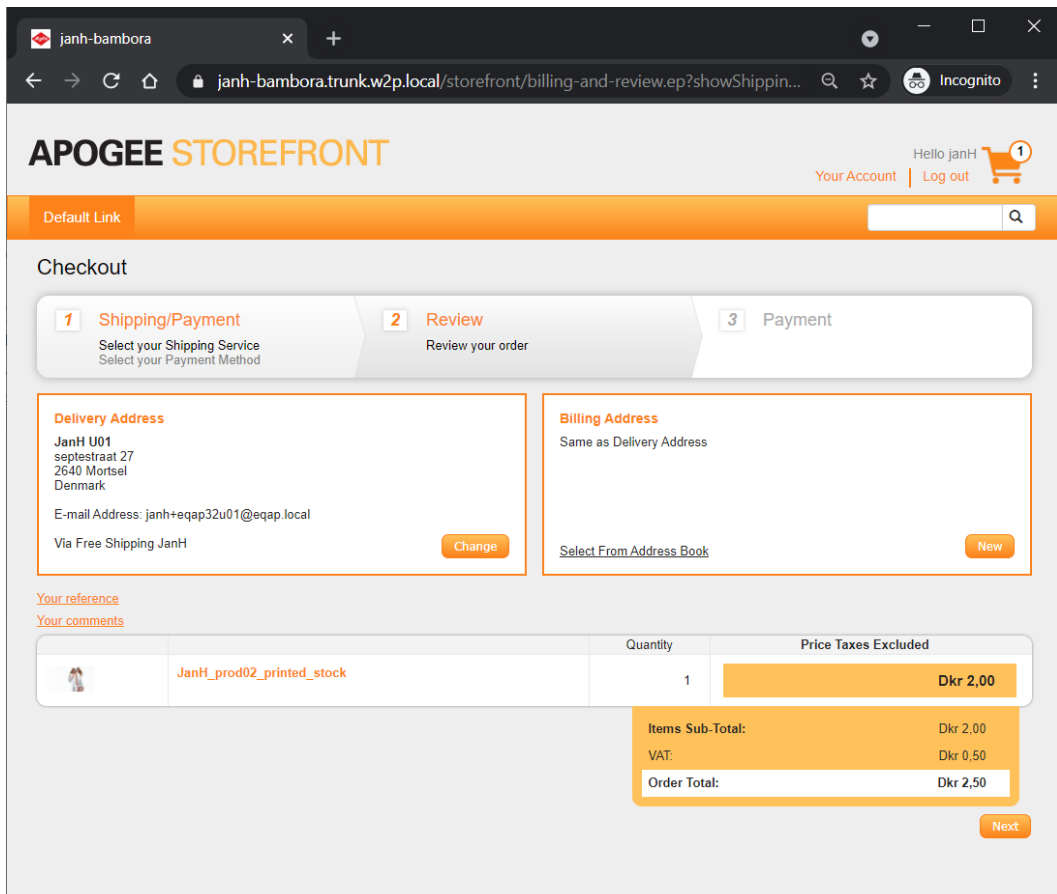 janh-bambora
janh-bambora.trunk.w2p.local/storefront/billing-and-review.ep?showShippin...
Incognito
APOGEE STOREFRONT
Hello janH
1
Your Account | Log out
Default Link
Checkout
1 Shipping/Payment
Select your Shipping Service
Select your Payment Method
2 Review
Review your order
3 Payment
Delivery Address
JanH U01
septestraat 27
2640 Mortsel
Denmark
E-mail Address: janh+eqap32u01@eqap.local
Via Free Shipping JanH
Change
Billing Address
Same as Delivery Address
Select From Address Book
New
Your reference
Your comments
Quantity Price Taxes Excluded
JanH_prod02_printed_stock 1 Dkr 2,00
Items Sub-Total: Dkr 2,00
VAT: Dkr 0,50
Order Total: Dkr 2,50
Next